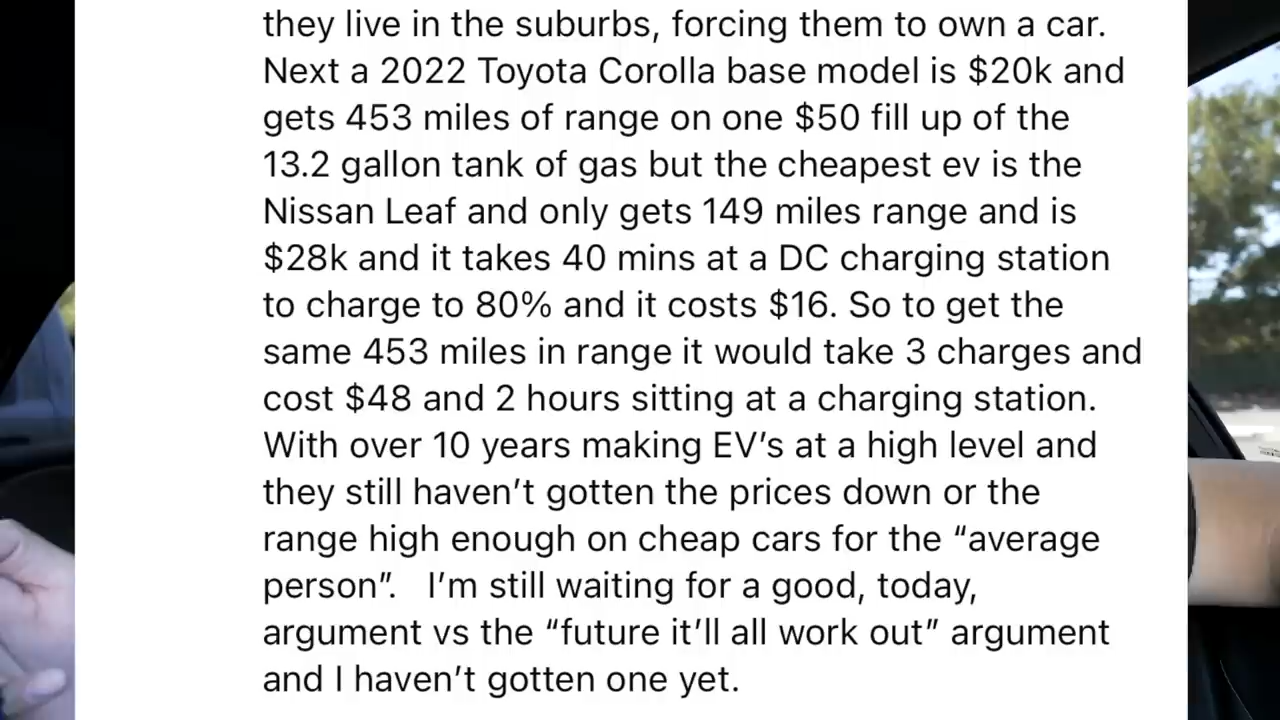 they live in the suburbs, forcing them to own a car.
Next a 2022 Toyota Corolla base model is $20k and
gets 453 miles of range on one $50 fill up of the
13.2 gallon tank of gas but the cheapest ev is the
Nissan Leaf and only gets 149 miles range and is
$28k and it takes 40 mins at a DC charging station
to charge to 80% and it costs $16. So to get the
same 453 miles in range it would take 3 charges and
cost $48 and 2 hours sitting at a charging station.
With over 10 years making EV’s at a high level and
they still haven’t gotten the prices down or the
range high enough on cheap cars for the “average
person”.   I’m still waiting for a good, today,
argument vs the “future it’ll all work out” argument
and I haven’t gotten one yet.